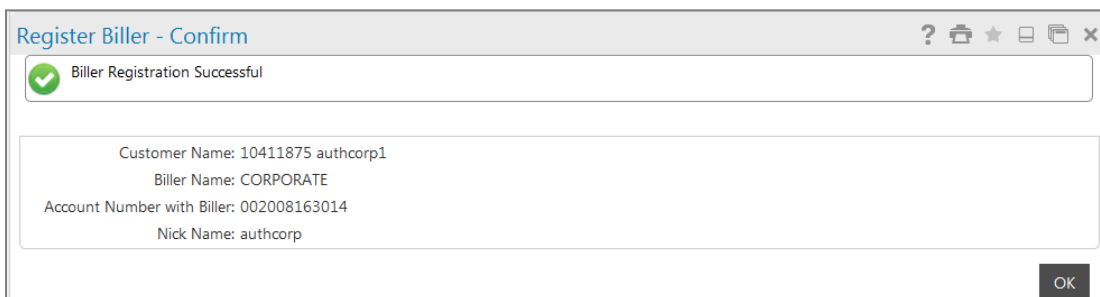 Register Biller - Confirm
?
Biller Registration Successful
Customer Name: 10411875 authcorp1
Biller Name: CORPORATE
Account Number with Biller: 002008163014
Nick Name: authcorp
OK